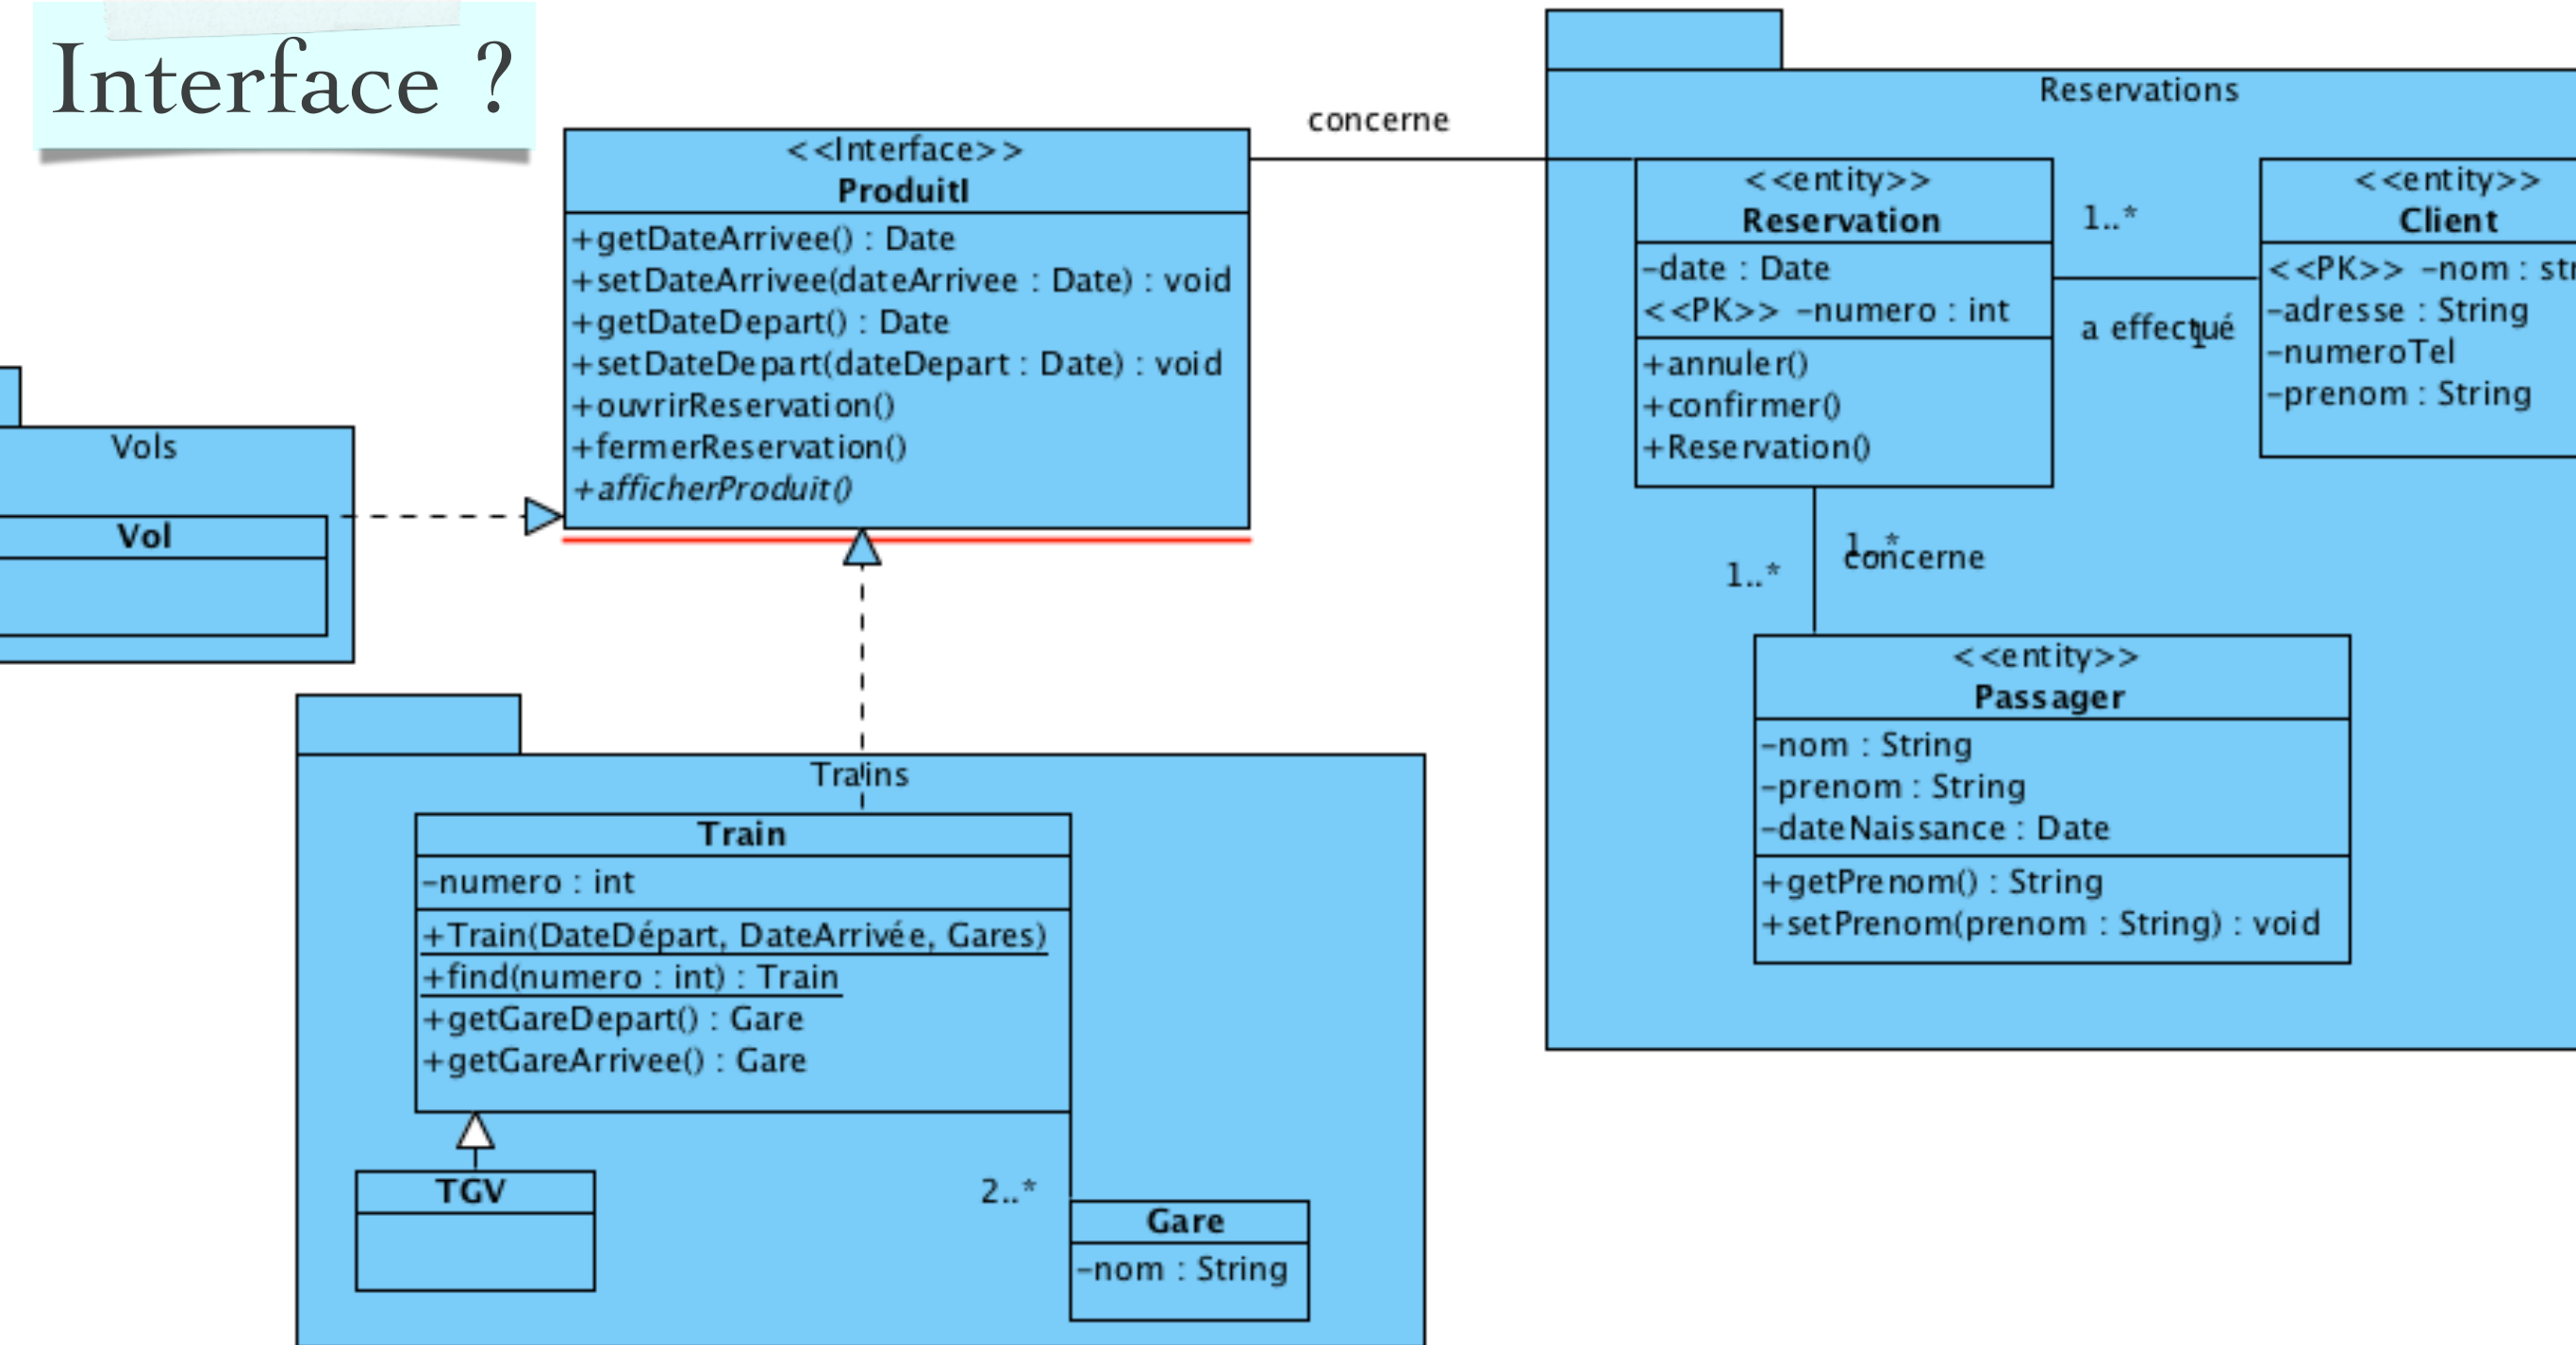 Interface ?
concerne
<<Interface>>
ProduitI
+getDateArrivee() : Date
+setDateArrivee(dateArrivee : Date) : void
+getDateDepart() : Date
+setDateDepart(dateDepart : Date) : void
+ouvrirReservation()
+fermerReservation()
+afficherProduit()
Vols
Vol
Reservations
<<entity>>
Reservation
-date : Date
<<PK>> -numero : int
+annuler()
+confirmer()
+Reservation()
1..*
a effectué
1
<<entity>>
Client
<<PK>> -nom :
-adresse : String
-numeroTel
-prenom : String
1..*
concerne
1..*
<<entity>>
Passager
-nom : String
-prenom : String
-dateNaissance : Date
+getPrenom() : String
+setPrenom(prenom : String) : void
Trains
Train
-numero : int
+Train(DateDépart, DateArrivée, Gares)
+find(numero : int) : Train
+getGareDepart() : Gare
+getGareArrivee() : Gare
TGV
2..*
Gare
-nom : String